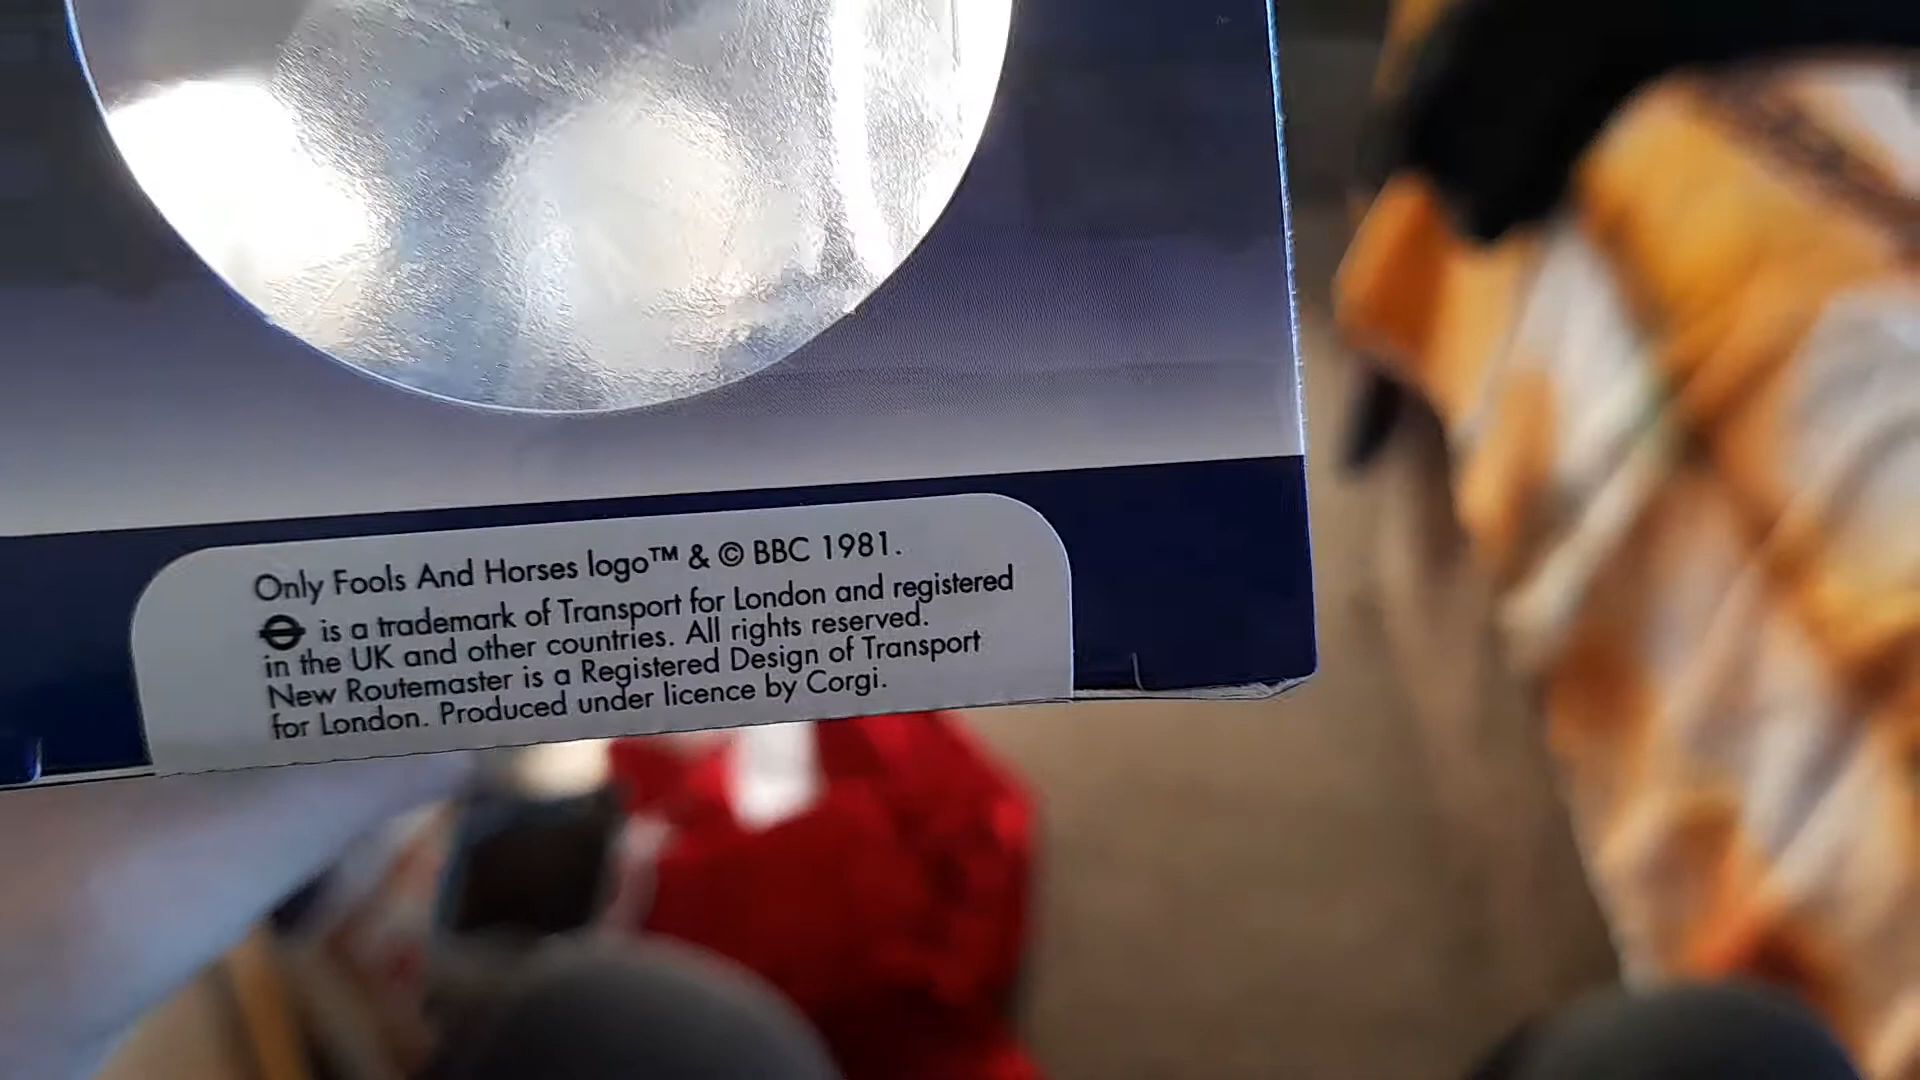 Only Fools And Horses logo™ & © BBC 1981.
is a trademark of Transport for London and registered
in the UK and other countries. All rights reserved.
New Routemaster is a Registered Design of Transport
for London. Produced under licence by Corgi.